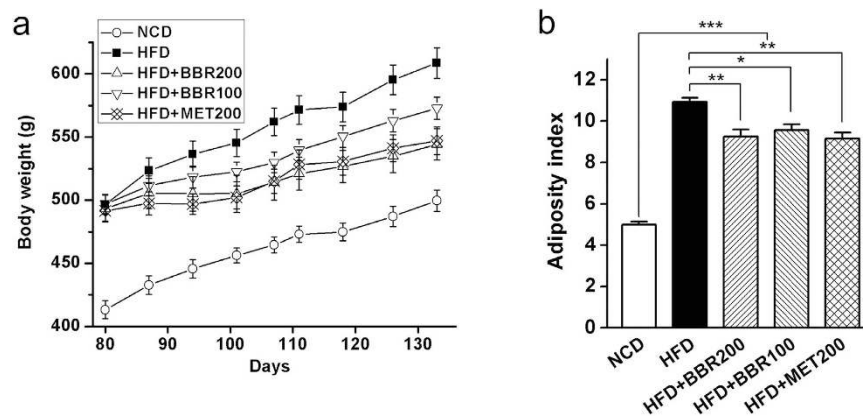 a
NCD
HFD
HFD+BBR200
HFD+BBR100
HFD+MET200
600
550
500
450
400
Body weight (g)
80 90 100 110 120 130
Days
b
***
**
*
**
12
10
8
6
4
2
0
Adiposity index
NCD
HFD
HFD+BBR200
HFD+BBR100
HFD+MET200